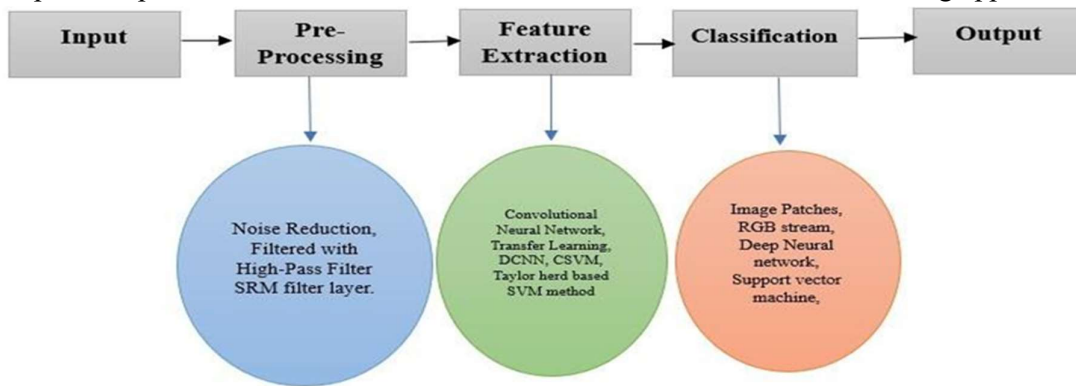 Input
Pre-
Processing
Feature
Extraction
Classification
Output
Noise Reduction,
Filtered with
High-Pass Filter
SRM filter layer.
Convolutional
Neural Network,
Transfer Learning,
DCNN, CSVM,
Taylor herd based
SVM method
Image Patches,
RGB stream,
Deep Neural
network,
Support vector
machine,